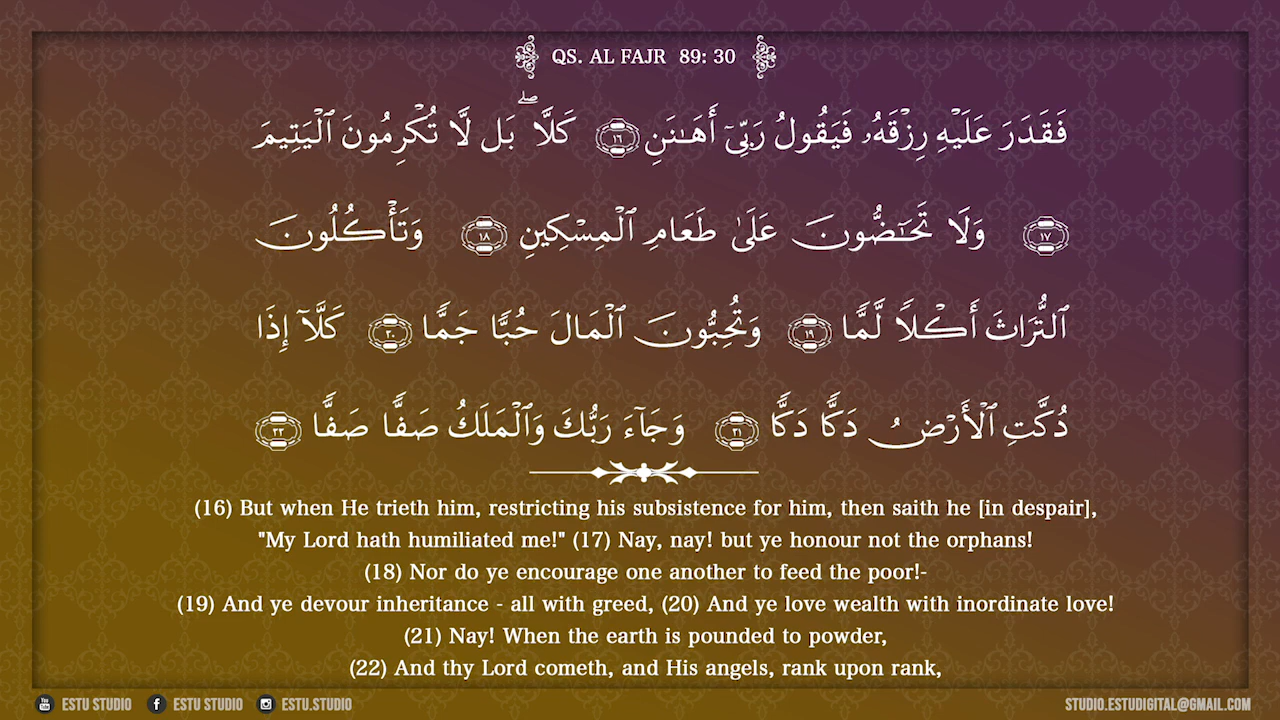 QS. AL FAJR 89: 30
فَقَدَرَ عَلَيْهِ رِزْقَهُۥ فَيَقُولُ رَبِّىٓ أَهَـٰنَنِ ١٦ كَلَّا ۖ بَل لَّا تُكْرِمُونَ ٱلْيَتِيمَ
١٧ وَلَا تَحَـٰٓضُّونَ عَلَىٰ طَعَامِ ٱلْمِسْكِينِ ١٨ وَتَأْكُلُونَ
ٱلتُّرَاثَ أَكْلًا لَّمًّا ١٩ وَتُحِبُّونَ ٱلْمَالَ حُبًّا جَمًّا ٢٠ كَلَّآ إِذَا
دُكَّتِ ٱلْأَرْضُ دَكًّا دَكًّا ٢١ وَجَآءَ رَبُّكَ وَٱلْمَلَكُ صَفًّا صَفًّا ٢٢
(16) But when He trieth him, restricting his subsistence for him, then saith he [in despair],
"My Lord hath humiliated me!" (17) Nay, nay! but ye honour not the orphans!
(18) Nor do ye encourage one another to feed the poor!-
(19) And ye devour inheritance - all with greed, (20) And ye love wealth with inordinate love!
(21) Nay! When the earth is pounded to powder,
(22) And thy Lord cometh, and His angels, rank upon rank,
You Tube ESTU STUDIO f ESTU STUDIO ESTU.STUDIO STUDIO.ESTUDIGITAL@GMAIL.COM